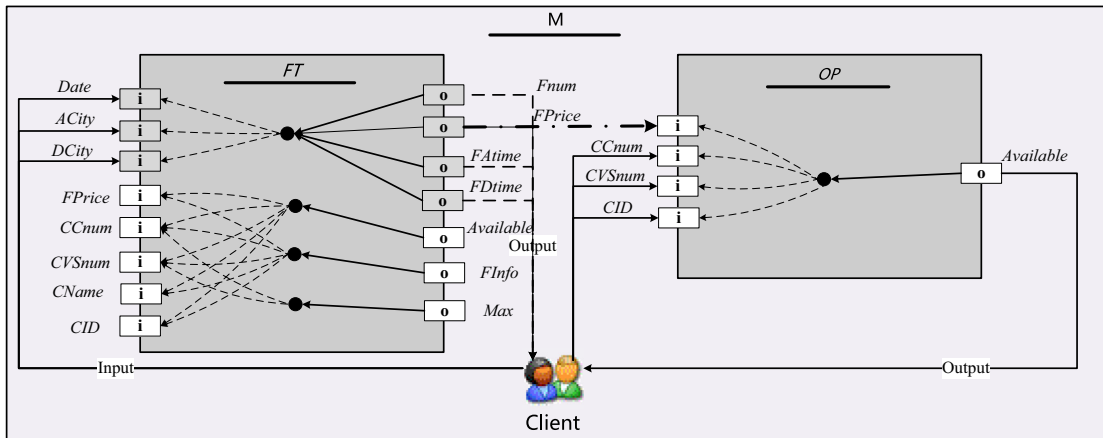 M
FT
OP
Date
i
o
Fnum
ACity
i
o
FPrice
i
DCity
i
o
FAtime
CCnum
i
Available
o
FPrice
i
o
FDtime
CVSnum
i
CCnum
i
o
Available
CID
i
Output
CVSnum
i
o
FInfo
CName
i
o
Max
CID
i
Input
Output
Client